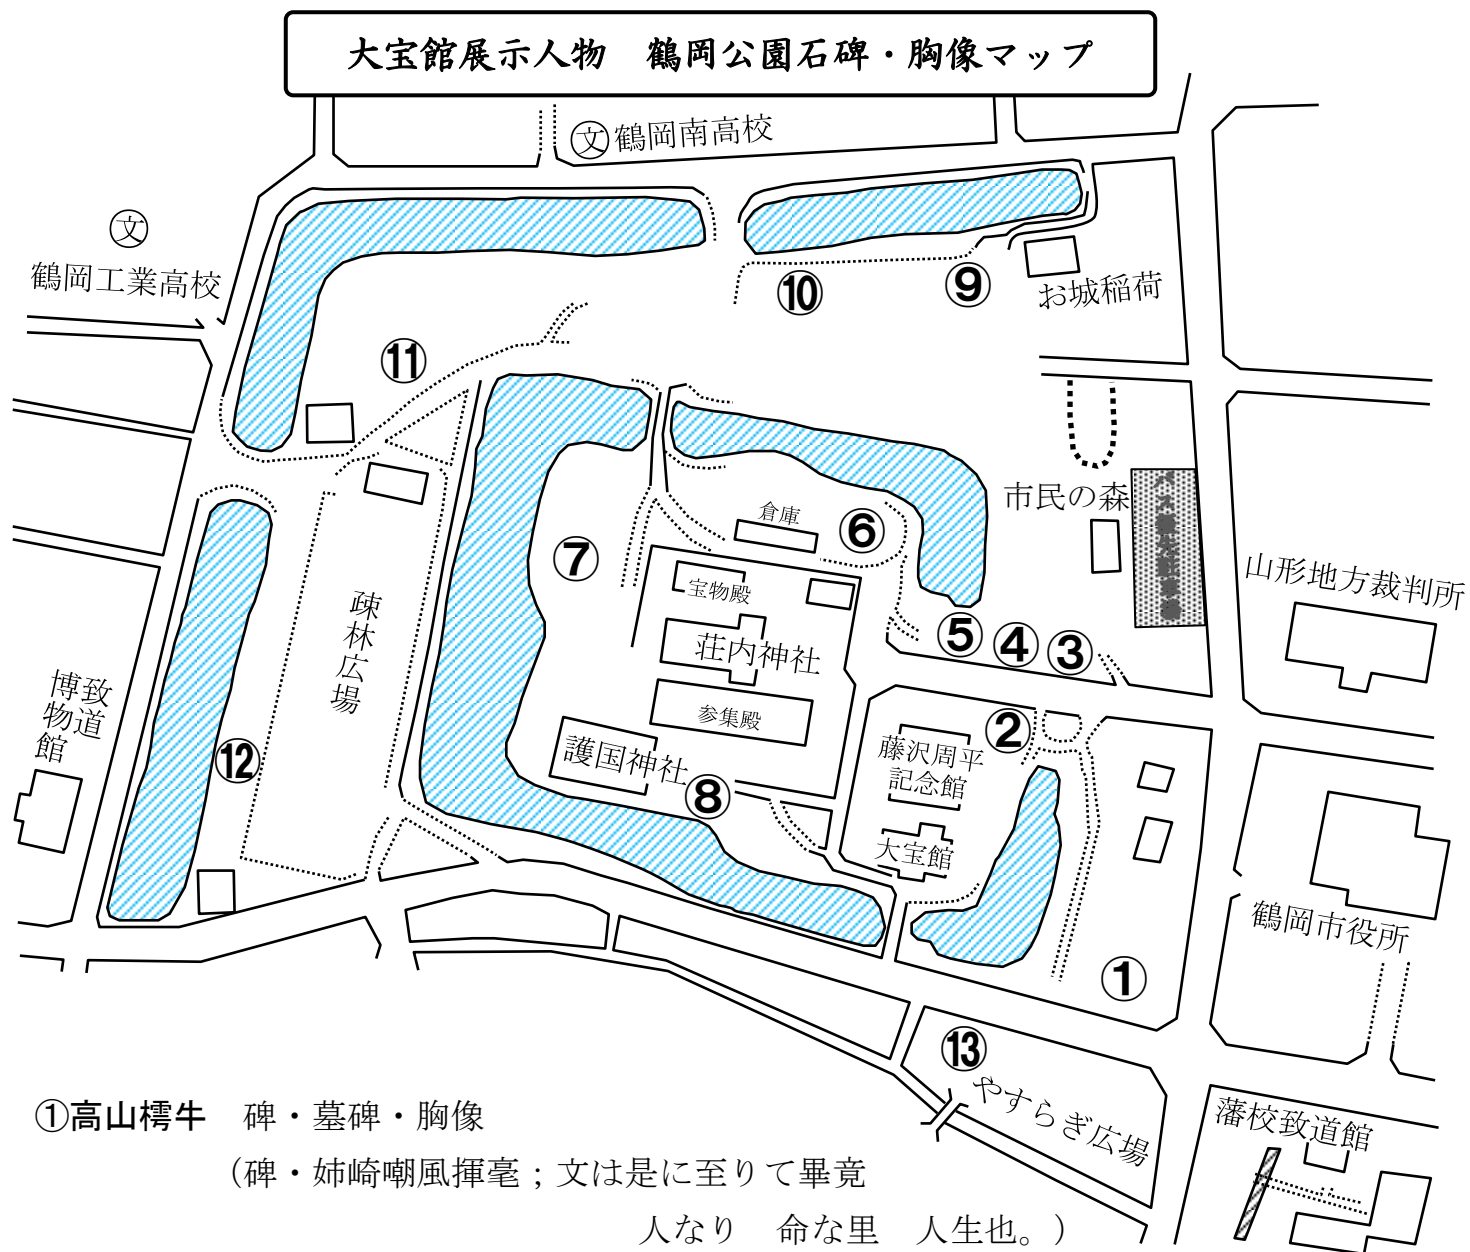 大宝館展示人物　鶴岡公園石碑・胸像マップ
文鶴岡南高校
文
鶴岡工業高校
⑩
⑨
お城稲荷
⑪
市民の森
倉庫
⑥
⑦
宝物殿
山形地方裁判所
疎林広場
⑤
④
③
荘内神社
致道
博物館
参集殿
②
護国神社
藤沢周平
記念館
⑫
⑧
大宝館
鶴岡市役所
①
⑬
やすらぎ広場
藩校致道館
①高山樗牛　碑・墓碑・胸像
（碑・姉崎嘲風揮毫；文は是に至りて畢竟
人なり　命な里　人生也。）